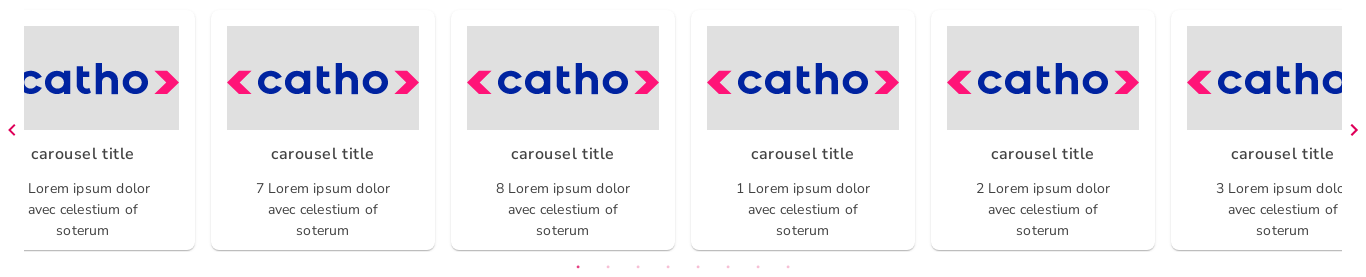 catho
carousel title
Lorem ipsum dolor
avec celestium of
soterum
catho
carousel title
7 Lorem ipsum dolor
avec celestium of
soterum
catho
carousel title
8 Lorem ipsum dolor
avec celestium of
soterum
catho
carousel title
1 Lorem ipsum dolor
avec celestium of
soterum
catho
carousel title
2 Lorem ipsum dolor
avec celestium of
soterum
catho
carousel title
3 Lorem ipsum dolo
avec celestium of
soterum